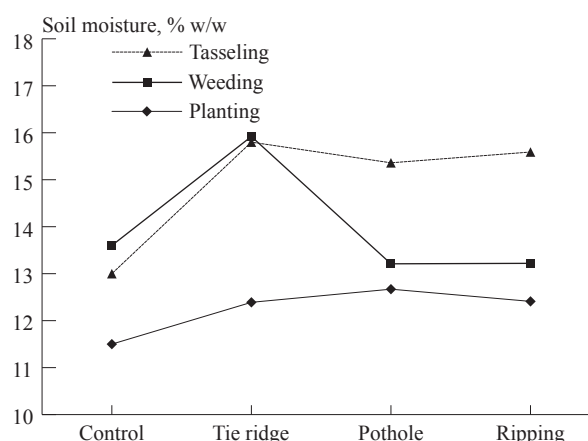 Soil moisture, % w/w
18
17
16
15
14
13
12
11
10
Tasseling
Weeding
Planting
Control Tie ridge Pothole Ripping